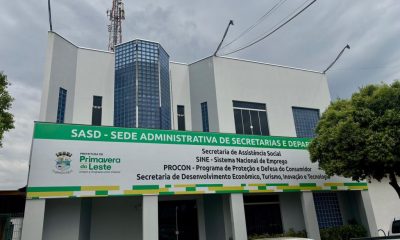 SASD - SEDE ADMINISTRATIVA DE SECRETARIAS E DEPAR
Secretaria de Assistência Social
SINE - Sistema Nacional de Emprego
PROCON - Programa de Proteção e Defesa do Consumidor
Secretaria de Desenvolvimento Econômico, Turismo, Inovação e Tecnologia
PREFEITURA DE
Primavera
do Leste